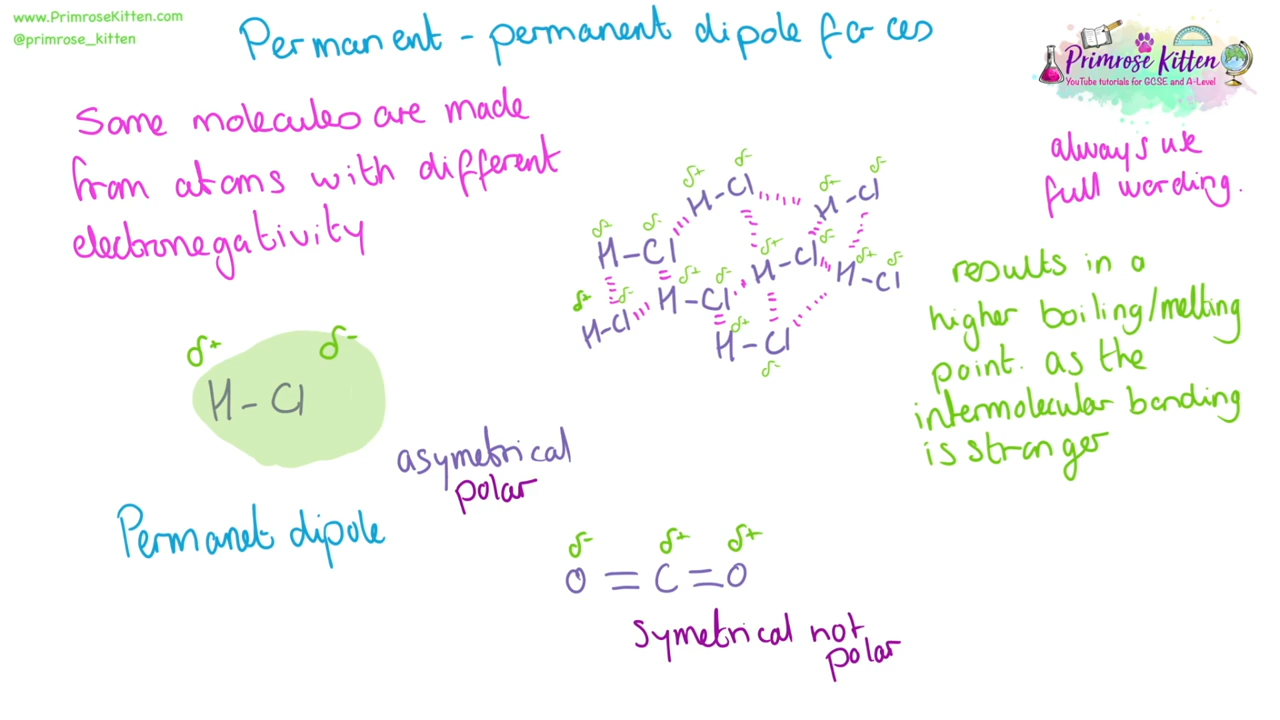 www.PrimroseKitten.com
@primrose_kitten
Permanent - permanent dipole forces
Primrose Kitten
YouTube tutorials for GCSE and A-Level
Some molecules are made
from atoms with different
electronegativity
always use
full wording.
δ+ δ-
H-Cl
δ+ δ-
H-Cl
δ+ δ-
H-Cl
δ+ δ-
H-Cl
δ+ δ-
H-Cl
δ+ δ-
H-Cl
δ+ δ-
H-Cl
δ+
H-Cl
δ-
results in a
higher boiling/melting
point. as the
intermolecular bonding
is stronger
δ+ δ-
H-Cl
asymetrical
polar
Permanet dipole
δ- δ+ δ+
O=C=O
Symetrical not
polar